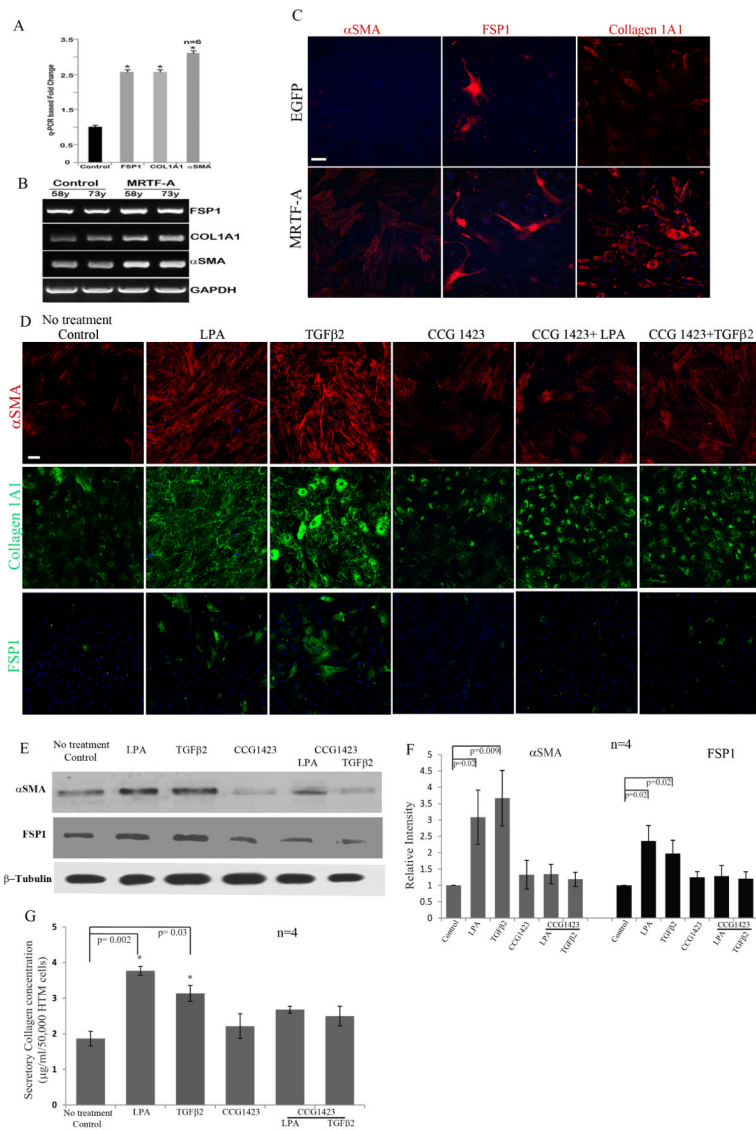 A
q-PCR based Fold Change
3.5
2.5
1.5
0.5
n=6
*
*
*
Control FSP1 COL1A1 αSMA
B
Control MRTF-A
58y 73y 58y 73y
FSP1
COL1A1
αSMA
GAPDH
C
αSMA FSP1 Collagen 1A1
EGFP
MRTF-A
D
No treatment
Control LPA TGFβ2 CCG 1423 CCG 1423+ LPA CCG 1423+TGFβ2
αSMA
Collagen 1A1
FSP1
E
No treatment
Control LPA TGFβ2 CCG1423 CCG1423
LPA TGFβ2
αSMA
FSP1
β–Tubulin
F
αSMA n=4 FSP1
p=0.009
p=0.02
p=0.02
p=0.02
Relative Intensity
5
4.5
4
3.5
3
2.5
2
1.5
1
0.5
0
Control LPA TGFβ2 CCG1423 LPA TGFβ2 Control LPA TGFβ2 CCG1423 LPA TGFβ2
CCG1423 CCG1423
G
n=4
p= 0.002 p= 0.03
*
*
Secretory Collagen concentration
(µg/ml/50,000 HTM cells)
5
4
3
2
1
0
No treatment
Control LPA TGFβ2 CCG1423 CCG1423
LPA TGFβ2